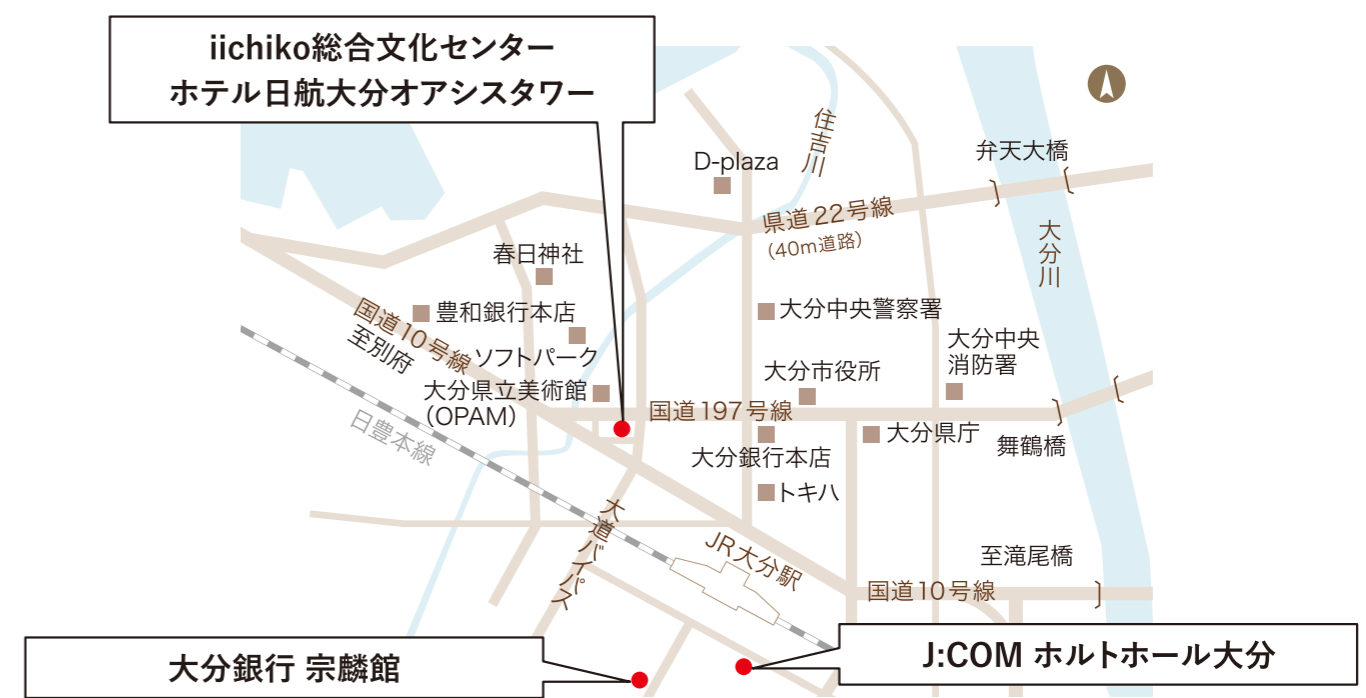 iichiko総合文化センター
ホテル日航大分オアシスタワー
住吉川
弁天大橋
D-plaza
県道22号線
(40m道路)
大分川
春日神社
国道10号線
豊和銀行本店
大分中央警察署
至別府
ソフトパーク
大分中央
消防署
大分市役所
大分県立美術館
(OPAM)
国道197号線
日豊本線
大分県庁
舞鶴橋
大分銀行本店
トキハ
大道バイパス
JR大分駅
至滝尾橋
国道10号線
大分銀行 宗麟館
J:COM ホルトホール大分